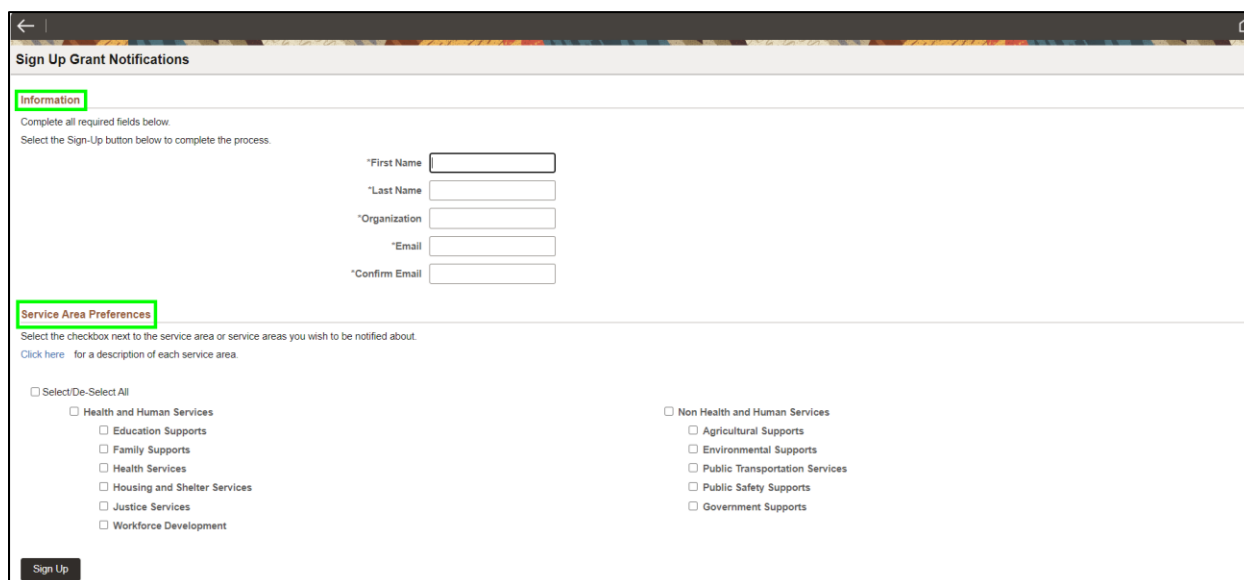 Sign Up Grant Notifications
Information
Complete all required fields below.
Select the Sign-Up button below to complete the process.
*First Name
*Last Name
*Organization
*Email
*Confirm Email
Service Area Preferences
Select the checkbox next to the service area or service areas you wish to be notified about.
Click here for a description of each service area.
Select/De-Select All
Health and Human Services
Education Supports
Family Supports
Health Services
Housing and Shelter Services
Justice Services
Workforce Development
Non Health and Human Services
Agricultural Supports
Environmental Supports
Public Transportation Services
Public Safety Supports
Government Supports
Sign Up